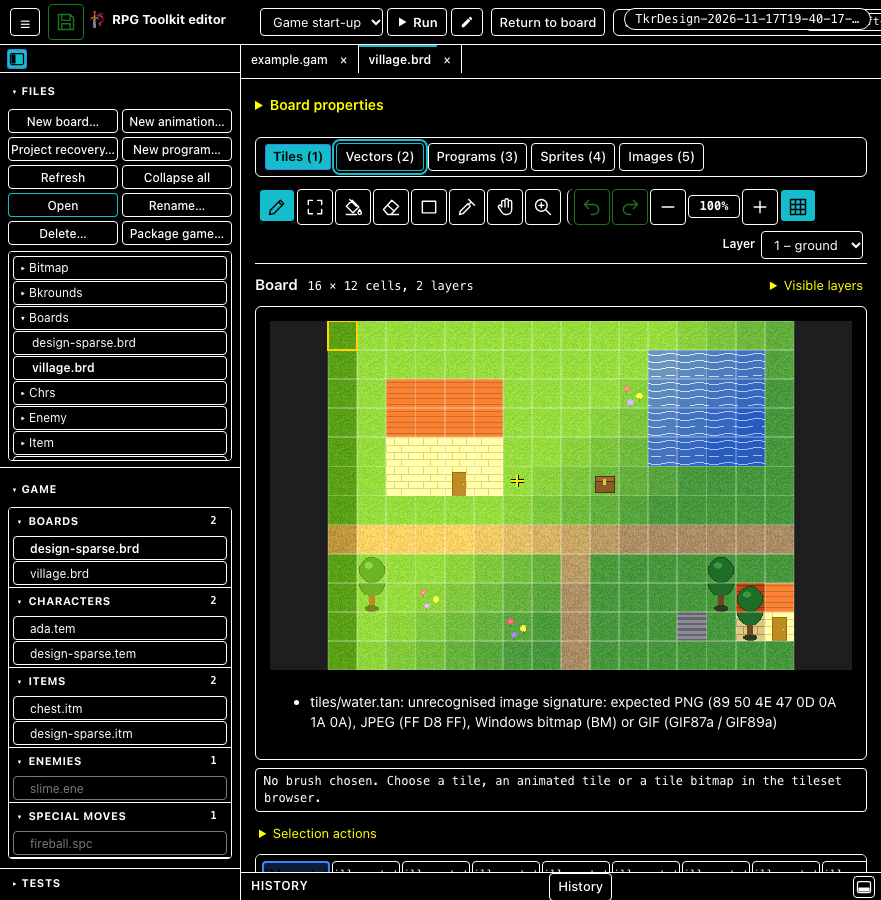 RPG Toolkit editor
Game start-up
Run
Return to board
TkrDesign-2026-11-17T19-40-17-…
example.gam ×
village.brd ×
FILES
New board...
New animation...
Project recovery...
New program...
Refresh
Collapse all
Open
Rename...
Delete...
Package game...
Bitmap
Bkrounds
Boards
design-sparse.brd
village.brd
Chrs
Enemy
Item
GAME
BOARDS 2
design-sparse.brd
village.brd
CHARACTERS 2
ada.tem
design-sparse.tem
ITEMS 2
chest.itm
design-sparse.itm
ENEMIES 1
slime.ene
SPECIAL MOVES 1
fireball.spc
TESTS
Board properties
Tiles (1)
Vectors (2)
Programs (3)
Sprites (4)
Images (5)
100%
Layer 1 – ground
Board 16 × 12 cells, 2 layers
Visible layers
• tiles/water.tan: unrecognised image signature: expected PNG (89 50 4E 47 0D 0A
1A 0A), JPEG (FF D8 FF), Windows bitmap (BM) or GIF (GIF87a / GIF89a)
No brush chosen. Choose a tile, an animated tile or a tile bitmap in the tileset
browser.
Selection actions
HISTORY
History